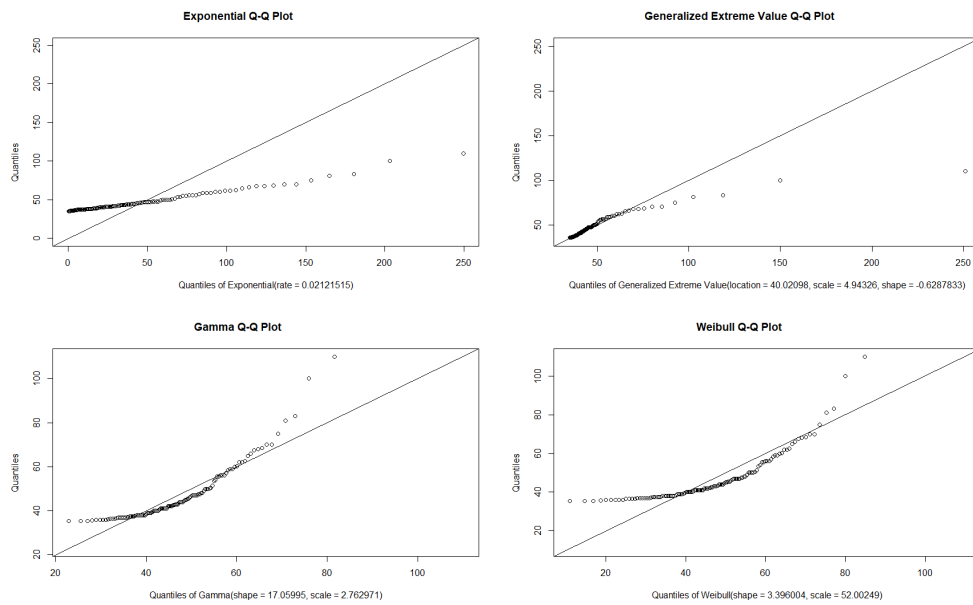 Exponential Q-Q Plot
Quantiles
0 50 100 150 200 250
0 50 100 150 200 250
Quantiles of Exponential(rate = 0.02121515)
Generalized Extreme Value Q-Q Plot
Quantiles
50 100 150 200 250
50 100 150 200 250
Quantiles of Generalized Extreme Value(location = 40.02098, scale = 4.94326, shape = -0.6287833)
Gamma Q-Q Plot
Quantiles
20 40 60 80 100
20 40 60 80 100
Quantiles of Gamma(shape = 17.05995, scale = 2.762971)
Weibull Q-Q Plot
Quantiles
20 40 60 80 100
20 40 60 80 100
Quantiles of Weibull(shape = 3.396004, scale = 52.00249)